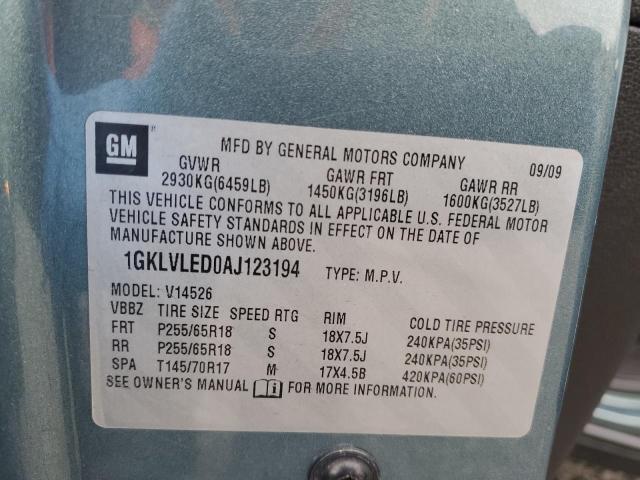 GM
MFD BY GENERAL MOTORS COMPANY 09/09
GVWR GAWR FRT GAWR RR
2930KG(6459LB) 1450KG(3196LB) 1600KG(3527LB)
THIS VEHICLE CONFORMS TO ALL APPLICABLE U.S. FEDERAL MOTOR
VEHICLE SAFETY STANDARDS IN EFFECT ON THE DATE OF
MANUFACTURE SHOWN ABOVE.
1GKLVLED0AJ123194 TYPE: M.P.V.
MODEL: V14526
VBBZ TIRE SIZE SPEED RTG RIM COLD TIRE PRESSURE
FRT P255/65R18 S 18X7.5J 240KPA(35PSI)
RR P255/65R18 S 18X7.5J 240KPA(35PSI)
SPA T145/70R17 M 17X4.5B 420KPA(60PSI)
SEE OWNER'S MANUAL FOR MORE INFORMATION.